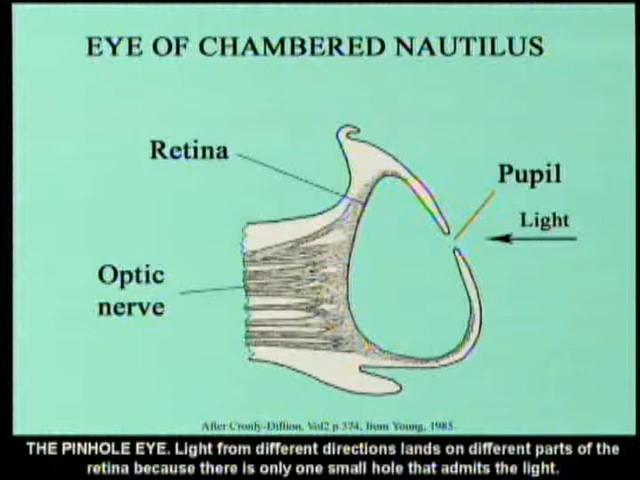 EYE OF CHAMBERED NAUTILUS
Retina
Pupil
Light
Optic
nerve
After Cronly-Dillion, Vol2 p 374, from Young, 1985
THE PINHOLE EYE. Light from different directions lands on different parts of the
retina because there is only one small hole that admits the light.